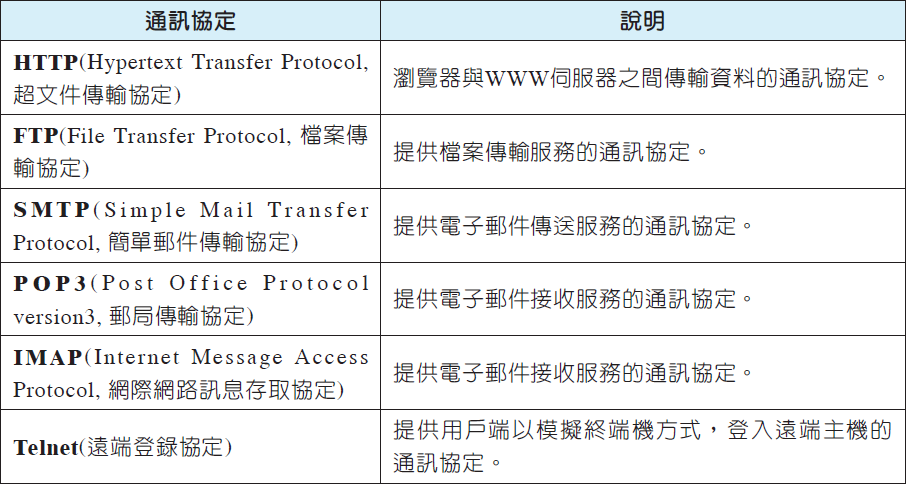 通訊協定
說明
HTTP(Hypertext Transfer Protocol,
超文件傳輸協定)
瀏覽器與WWW伺服器之間傳輸資料的通訊協定。
FTP(File Transfer Protocol, 檔案傳
輸協定)
提供檔案傳輸服務的通訊協定。
SMTP(Simple Mail Transfer
Protocol, 簡單郵件傳輸協定)
提供電子郵件傳送服務的通訊協定。
POP3(Post Office Protocol
version3, 郵局傳輸協定)
提供電子郵件接收服務的通訊協定。
IMAP(Internet Message Access
Protocol, 網際網路訊息存取協定)
提供電子郵件接收服務的通訊協定。
Telnet(遠端登錄協定)
提供用戶端以模擬終端機方式，登入遠端主機的
通訊協定。